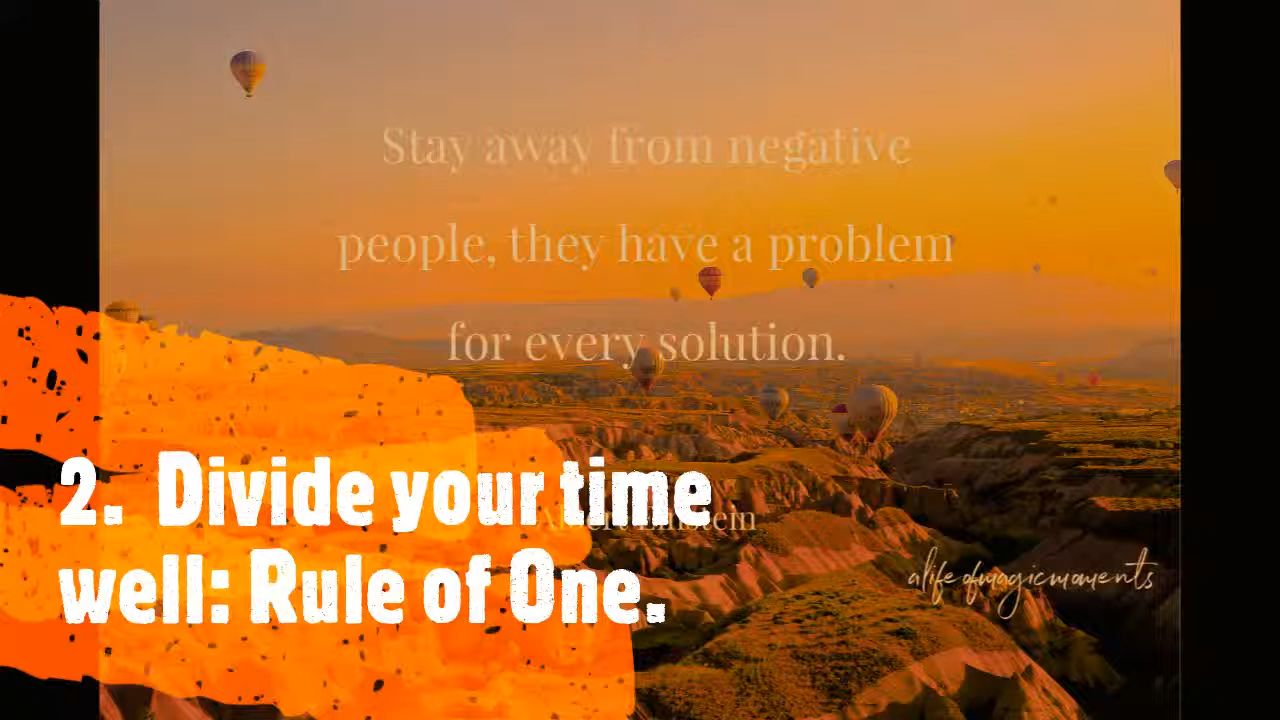 Stay away from negative
people, they have a problem
for every solution.
2. Divide your time
well: Rule of One.
alifeofmagicmoments